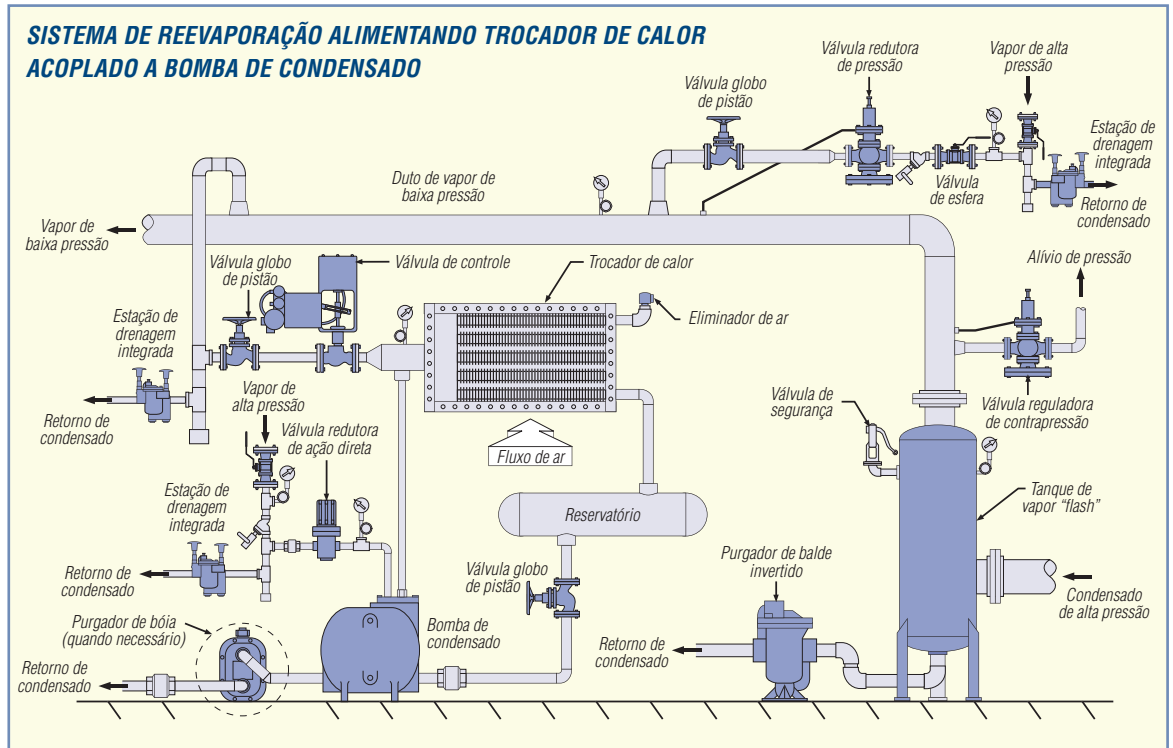 SISTEMA DE REEVAPORAÇÃO ALIMENTANDO TROCADOR DE CALOR
ACOPLADO A BOMBA DE CONDENSADO
Válvula globo
de pistão
Válvula redutora
de pressão
Vapor de alta
pressão
Estação de
drenagem
integrada
Válvula
de esfera
Retorno de
condensado
Duto de vapor de
baixa pressão
Vapor de
baixa pressão
Válvula globo
de pistão
Válvula de controle
Trocador de calor
Alívio de pressão
Eliminador de ar
Estação de
drenagem
integrada
Retorno de
condensado
Vapor de
alta pressão
Válvula redutora
de ação direta
Fluxo de ar
Válvula de
segurança
Válvula reguladora
de contrapressão
Estação de
drenagem
integrada
Reservatório
Tanque de
vapor "flash"
Retorno de
condensado
Válvula globo
de pistão
Purgador de balde
invertido
Condensado
de alta pressão
Purgador de bóia
(quando necessário)
Bomba de
condensado
Retorno de
condensado
Retorno de
condensado